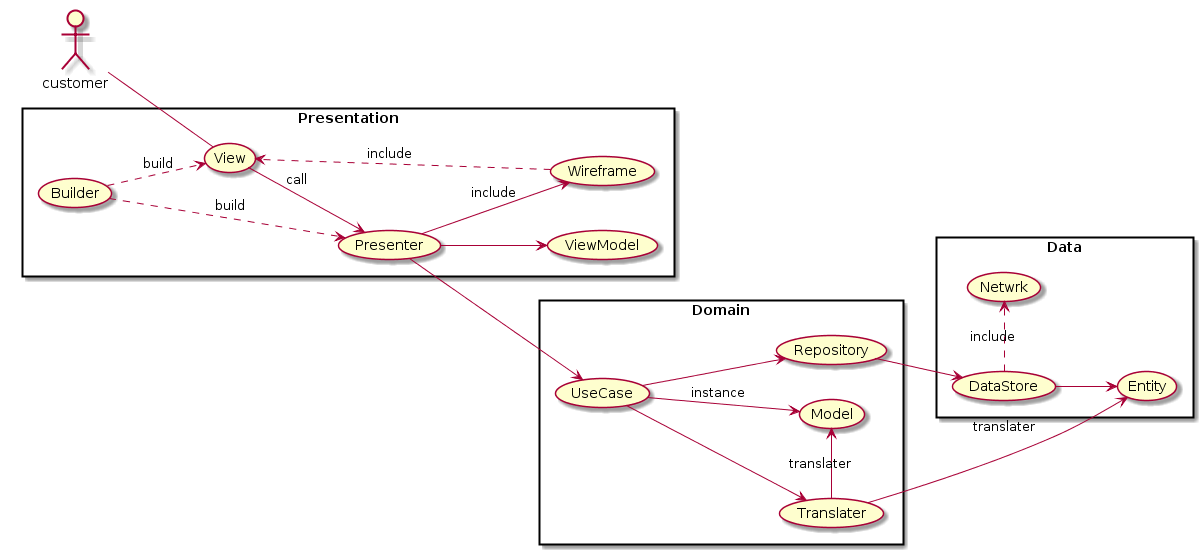 customer
Presentation
View
build
Builder
build
call
include
include
Wireframe
Presenter
ViewModel
Domain
Repository
UseCase
instance
Model
translater
Translater
Data
Netwrk
include
DataStore
Entity
translater